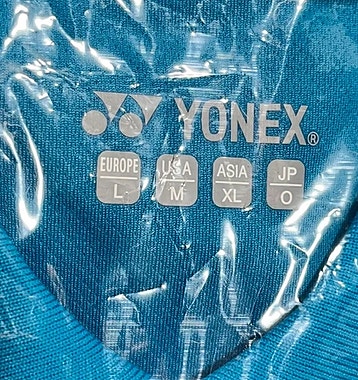 YONEX®
EUROPE USA ASIA JP
L M XL O